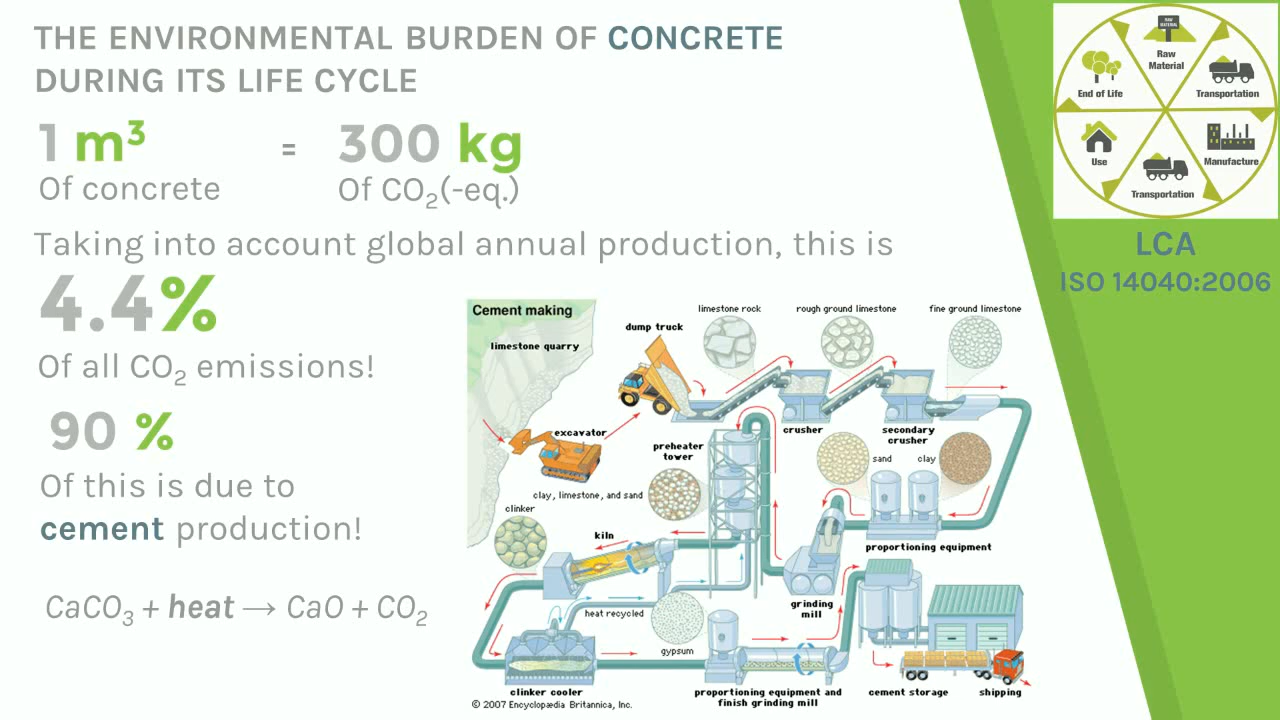 THE ENVIRONMENTAL BURDEN OF CONCRETE
DURING ITS LIFE CYCLE
1 m³ = 300 kg
Of concrete
Of CO₂(-eq.)
Taking into account global annual production, this is
4.4%
Of all CO₂ emissions!
90 %
Of this is due to
cement production!
CaCO₃ + heat → CaO + CO₂
RAW
MATERIAL
Raw
Material
Transportation
Manufacture
Transportation
Use
End of Life
LCA
ISO 14040:2006
Cement making
limestone quarry
dump truck
limestone rock
rough ground limestone
fine ground limestone
excavator
crusher
secondary
crusher
preheater
tower
sand
clay
clay, limestone, and sand
clinker
kiln
proportioning equipment
grinding
mill
heat recycled
gypsum
clinker cooler
proportioning equipment and
finish grinding mill
cement storage
shipping
© 2007 Encyclopædia Britannica, Inc.